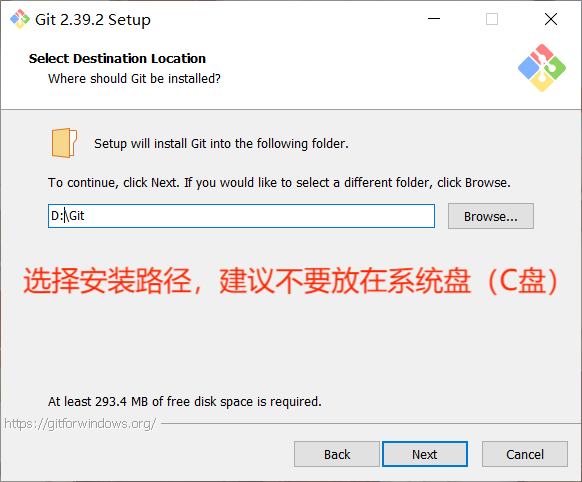 Git 2.39.2 Setup
Select Destination Location
Where should Git be installed?
Setup will install Git into the following folder.
To continue, click Next. If you would like to select a different folder, click Browse.
D:\Git
Browse...
选择安装路径，建议不要放在系统盘（C盘）
At least 293.4 MB of free disk space is required.
https://gitforwindows.org/
Back
Next
Cancel